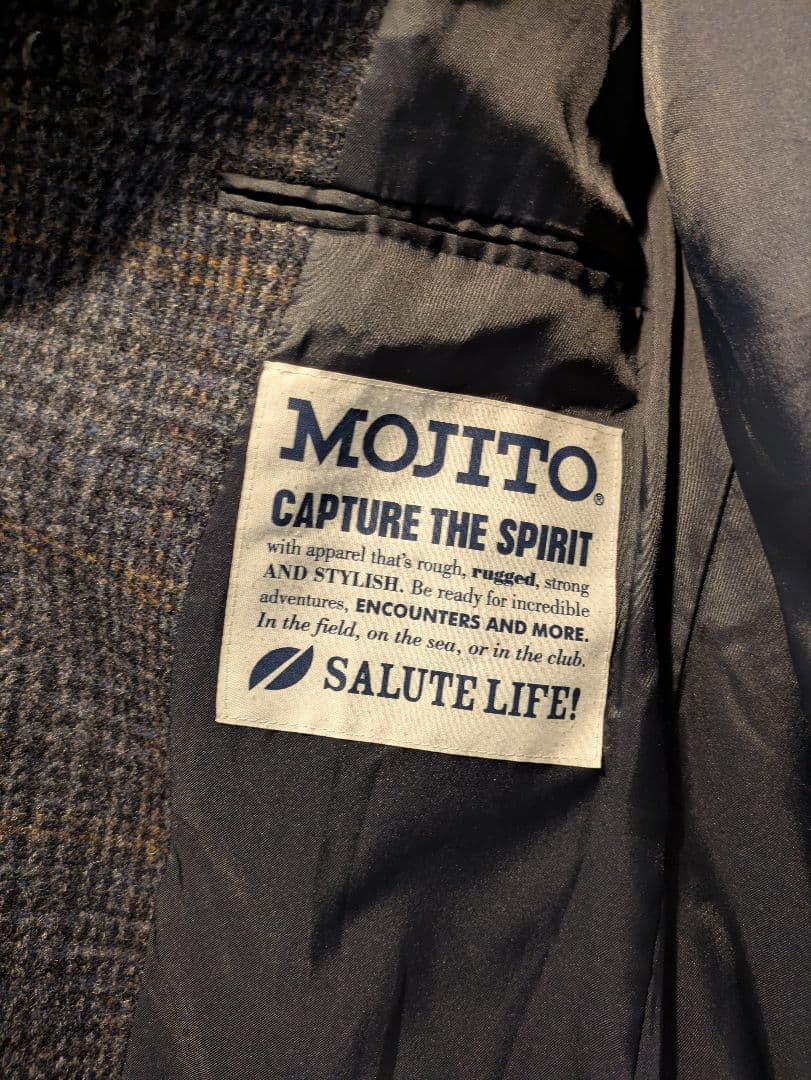 MOJITO®
CAPTURE THE SPIRIT
with apparel that's rough, rugged, strong
AND STYLISH. Be ready for incredible
adventures, ENCOUNTERS AND MORE.
In the field, on the sea, or in the club.
SALUTE LIFE!